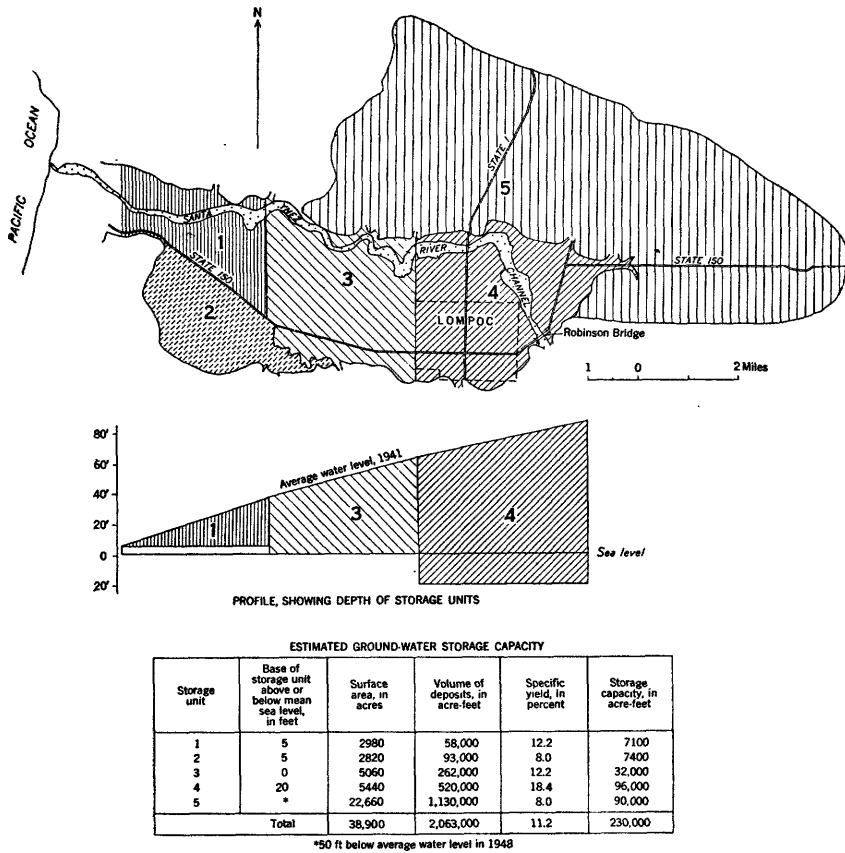 N
PACIFIC OCEAN
STATE I
5
SANTA
YNEZ
RIVER
CHANNEL
1
STATE 150
STATE 150
3
4
2
LOMPOC
Robinson Bridge
1 0 2 Miles
80'
60'
40'
20'
0
20'
Average water level, 1941
1
3
4
Sea level
PROFILE, SHOWING DEPTH OF STORAGE UNITS
ESTIMATED GROUND-WATER STORAGE CAPACITY
Storage unit | Base of storage unit above or below mean sea level, in feet | Surface area, in acres | Volume of deposits, in acre-feet | Specific yield, in percent | Storage capacity, in acre-feet
1 5 2980 58,000 12.2 7100
2 5 2820 93,000 8.0 7400
3 0 5060 262,000 12.2 32,000
4 20 5440 520,000 18.4 96,000
5 * 22,660 1,130,000 8.0 90,000
Total 38,900 2,063,000 11.2 230,000
*50 ft below average water level in 1948